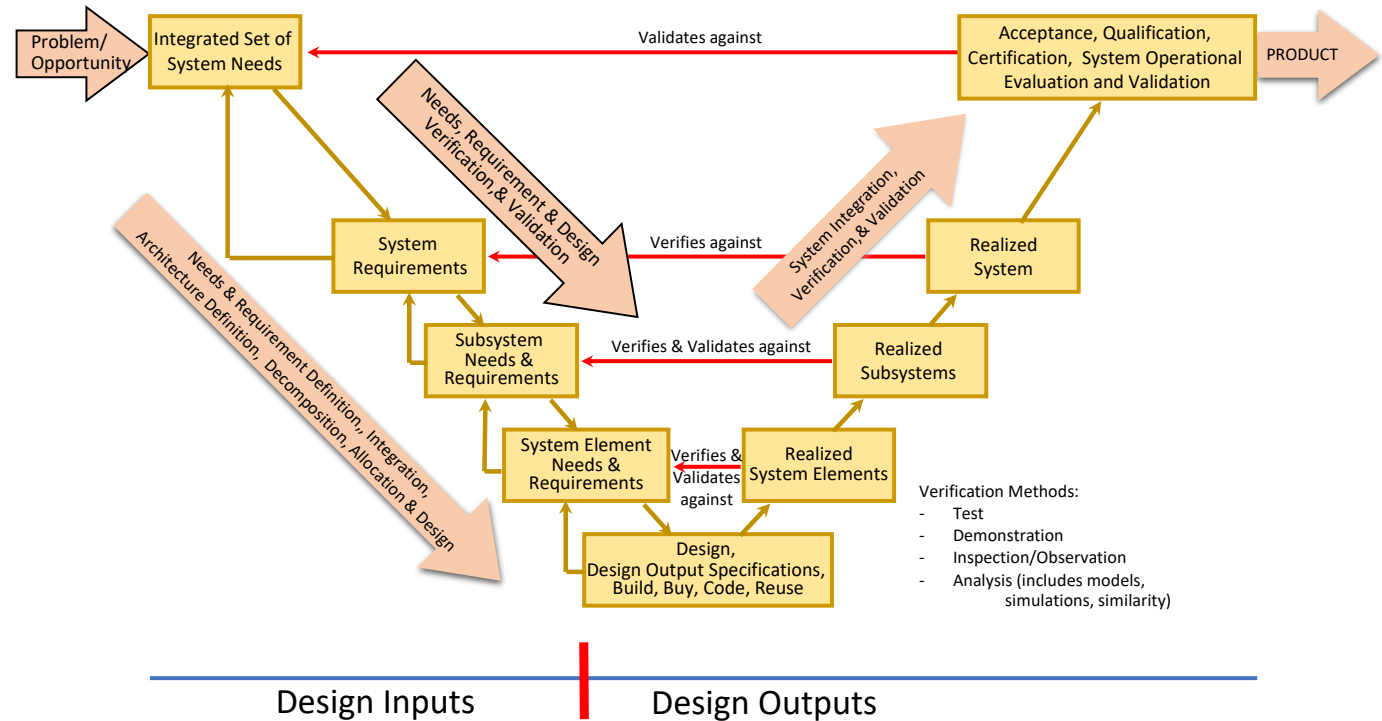 Problem/
Opportunity
Integrated Set of
System Needs
Validates against
Acceptance, Qualification,
Certification, System Operational
Evaluation and Validation
PRODUCT
Needs, Requirement & Design
Verification,& Validation
System Integration,
Verification,& Validation
Needs & Requirement Definition,, Integration,
Architecture Definition, Decomposition, Allocation & Design
System
Requirements
Verifies against
Realized
System
Subsystem
Needs &
Requirements
Verifies & Validates against
Realized
Subsystems
System Element
Needs &
Requirements
Verifies &
Validates
against
Realized
System Elements
Design,
Design Output Specifications,
Build, Buy, Code, Reuse
Verification Methods:
- Test
- Demonstration
- Inspection/Observation
- Analysis (includes models,
simulations, similarity)
Design Inputs
Design Outputs